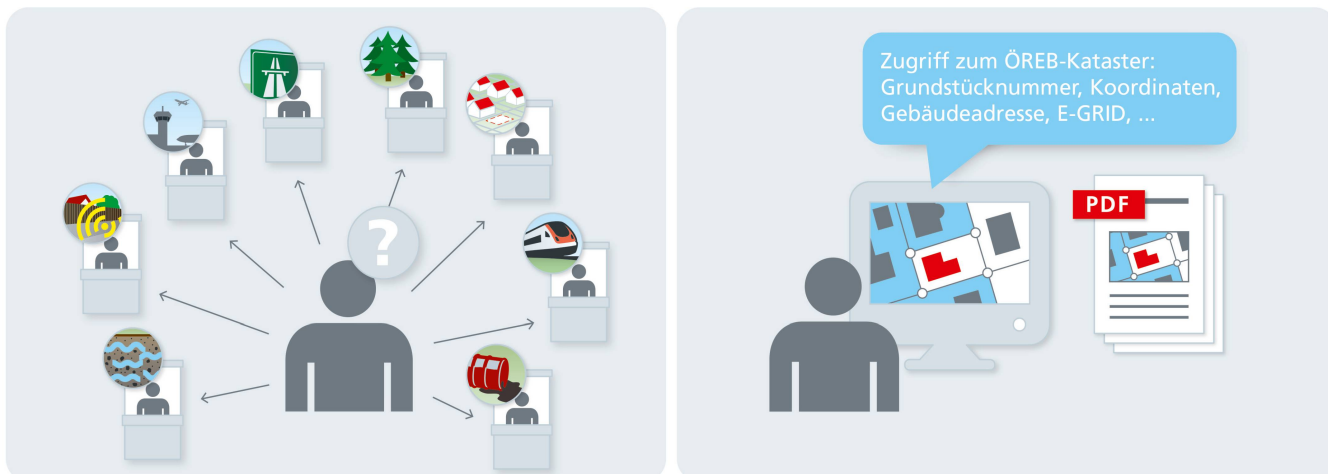 ?
Zugriff zum ÖREB-Kataster:
Grundstücknummer, Koordinaten,
Gebäudeadresse, E-GRID, ...
PDF